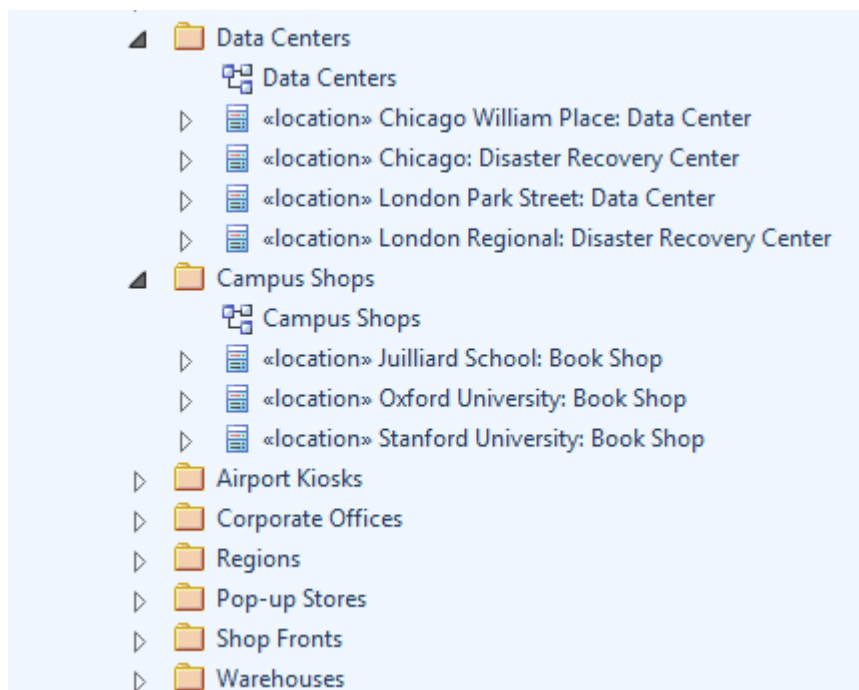 Data Centers
Data Centers
«location» Chicago William Place: Data Center
«location» Chicago: Disaster Recovery Center
«location» London Park Street: Data Center
«location» London Regional: Disaster Recovery Center
Campus Shops
Campus Shops
«location» Juilliard School: Book Shop
«location» Oxford University: Book Shop
«location» Stanford University: Book Shop
Airport Kiosks
Corporate Offices
Regions
Pop-up Stores
Shop Fronts
Warehouses